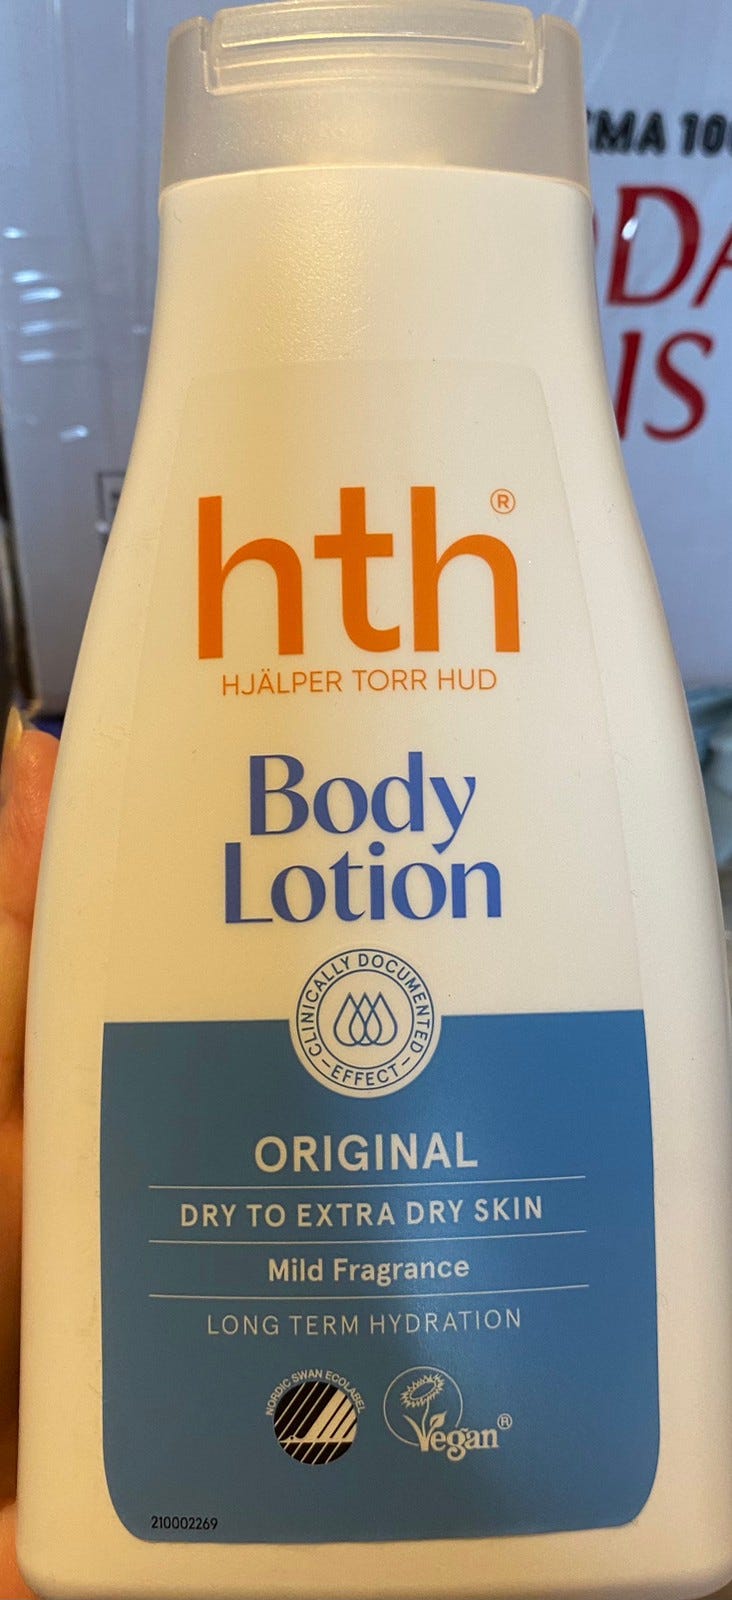 hth®
HJÄLPER TORR HUD
Body
Lotion
CLINICALLY DOCUMENTED
– EFFECT –
ORIGINAL
DRY TO EXTRA DRY SKIN
Mild Fragrance
LONG TERM HYDRATION
NORDIC SWAN ECOLABEL
Vegan®
210002269